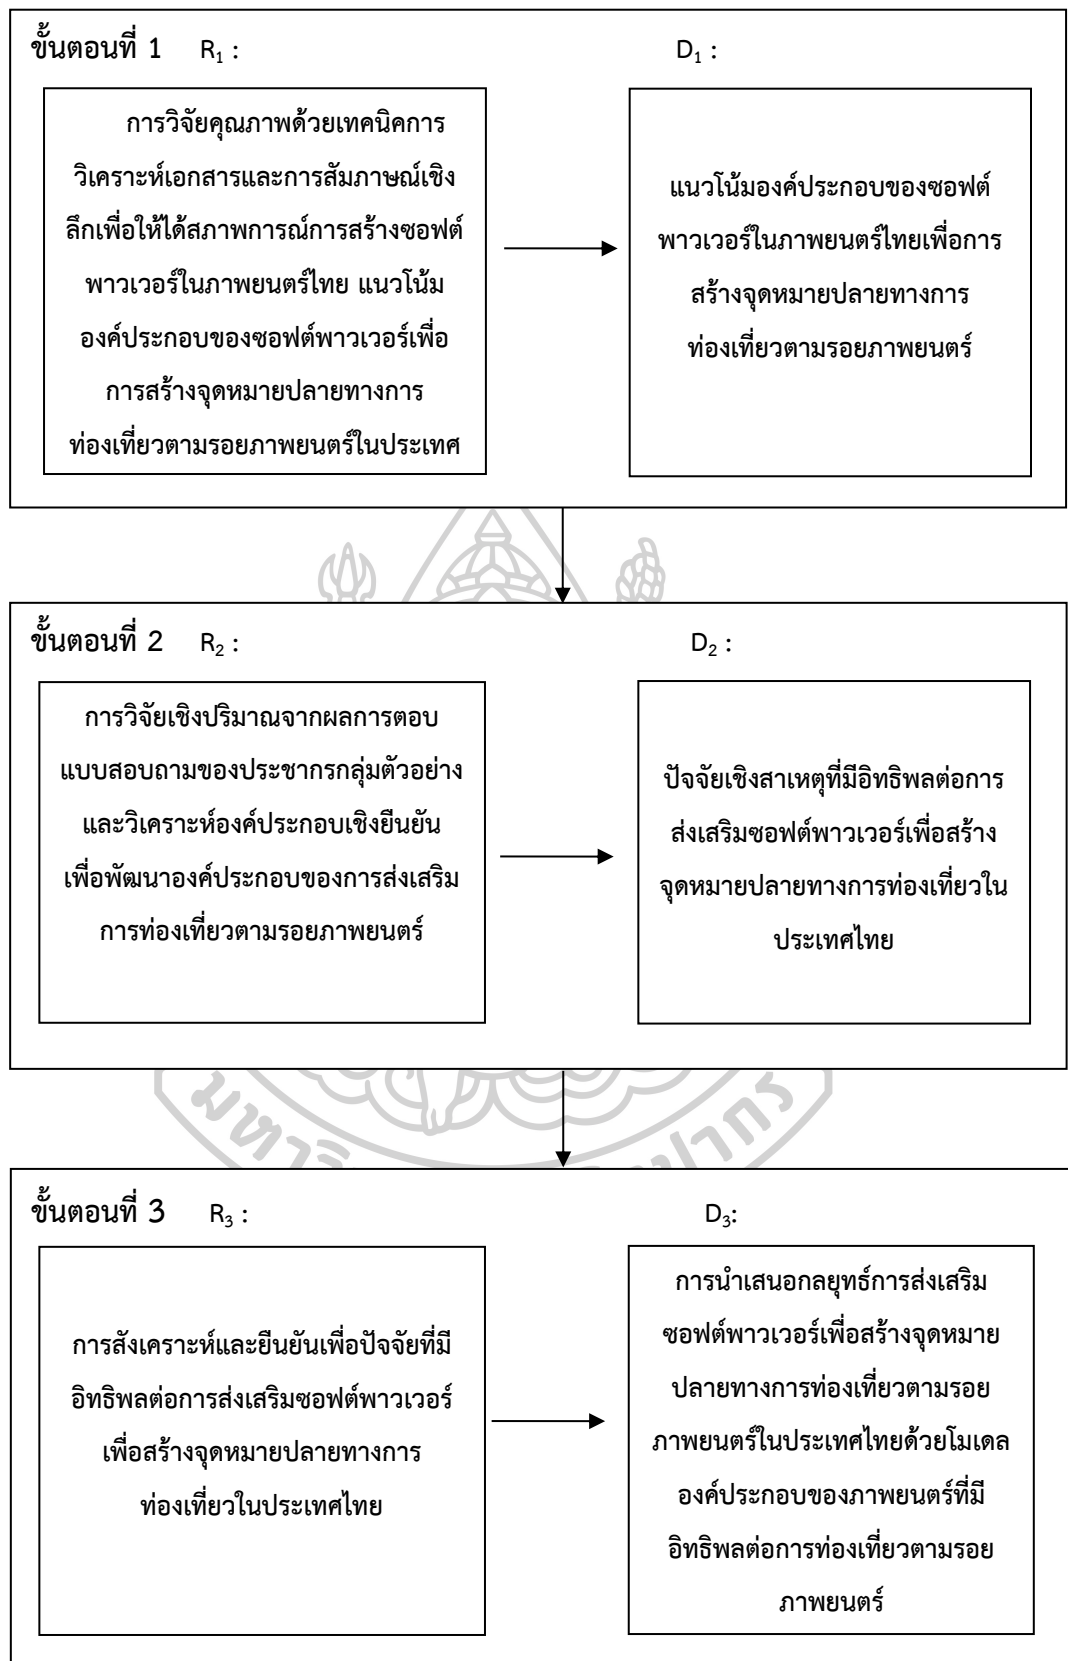 ขั้นตอนที่ 1 R₁ : D₁ :
การวิจัยคุณภาพด้วยเทคนิคการ
วิเคราะห์เอกสารและการสัมภาษณ์เชิง
ลึกเพื่อให้ได้สภาพการณ์การสร้างซอฟต์
พาวเวอร์ในภาพยนตร์ไทย แนวโน้ม
องค์ประกอบของซอฟต์พาวเวอร์เพื่อ
การสร้างจุดหมายปลายทางการ
ท่องเที่ยวตามรอยภาพยนตร์ในประเทศ
แนวโน้มองค์ประกอบของซอฟต์
พาวเวอร์ในภาพยนตร์ไทยเพื่อการ
สร้างจุดหมายปลายทางการ
ท่องเที่ยวตามรอยภาพยนตร์
ขั้นตอนที่ 2 R₂ : D₂ :
การวิจัยเชิงปริมาณจากผลการตอบ
แบบสอบถามของประชากรกลุ่มตัวอย่าง
และวิเคราะห์องค์ประกอบเชิงยืนยัน
เพื่อพัฒนาองค์ประกอบของการส่งเสริม
การท่องเที่ยวตามรอยภาพยนตร์
ปัจจัยเชิงสาเหตุที่มีอิทธิพลต่อการ
ส่งเสริมซอฟต์พาวเวอร์เพื่อสร้าง
จุดหมายปลายทางการท่องเที่ยวใน
ประเทศไทย
ขั้นตอนที่ 3 R₃ : D₃:
การสังเคราะห์และยืนยันเพื่อปัจจัยที่มี
อิทธิพลต่อการส่งเสริมซอฟต์พาวเวอร์
เพื่อสร้างจุดหมายปลายทางการ
ท่องเที่ยวในประเทศไทย
การนำเสนอกลยุทธ์การส่งเสริม
ซอฟต์พาวเวอร์เพื่อสร้างจุดหมาย
ปลายทางการท่องเที่ยวตามรอย
ภาพยนตร์ในประเทศไทยด้วยโมเดล
องค์ประกอบของภาพยนตร์ที่มี
อิทธิพลต่อการท่องเที่ยวตามรอย
ภาพยนตร์